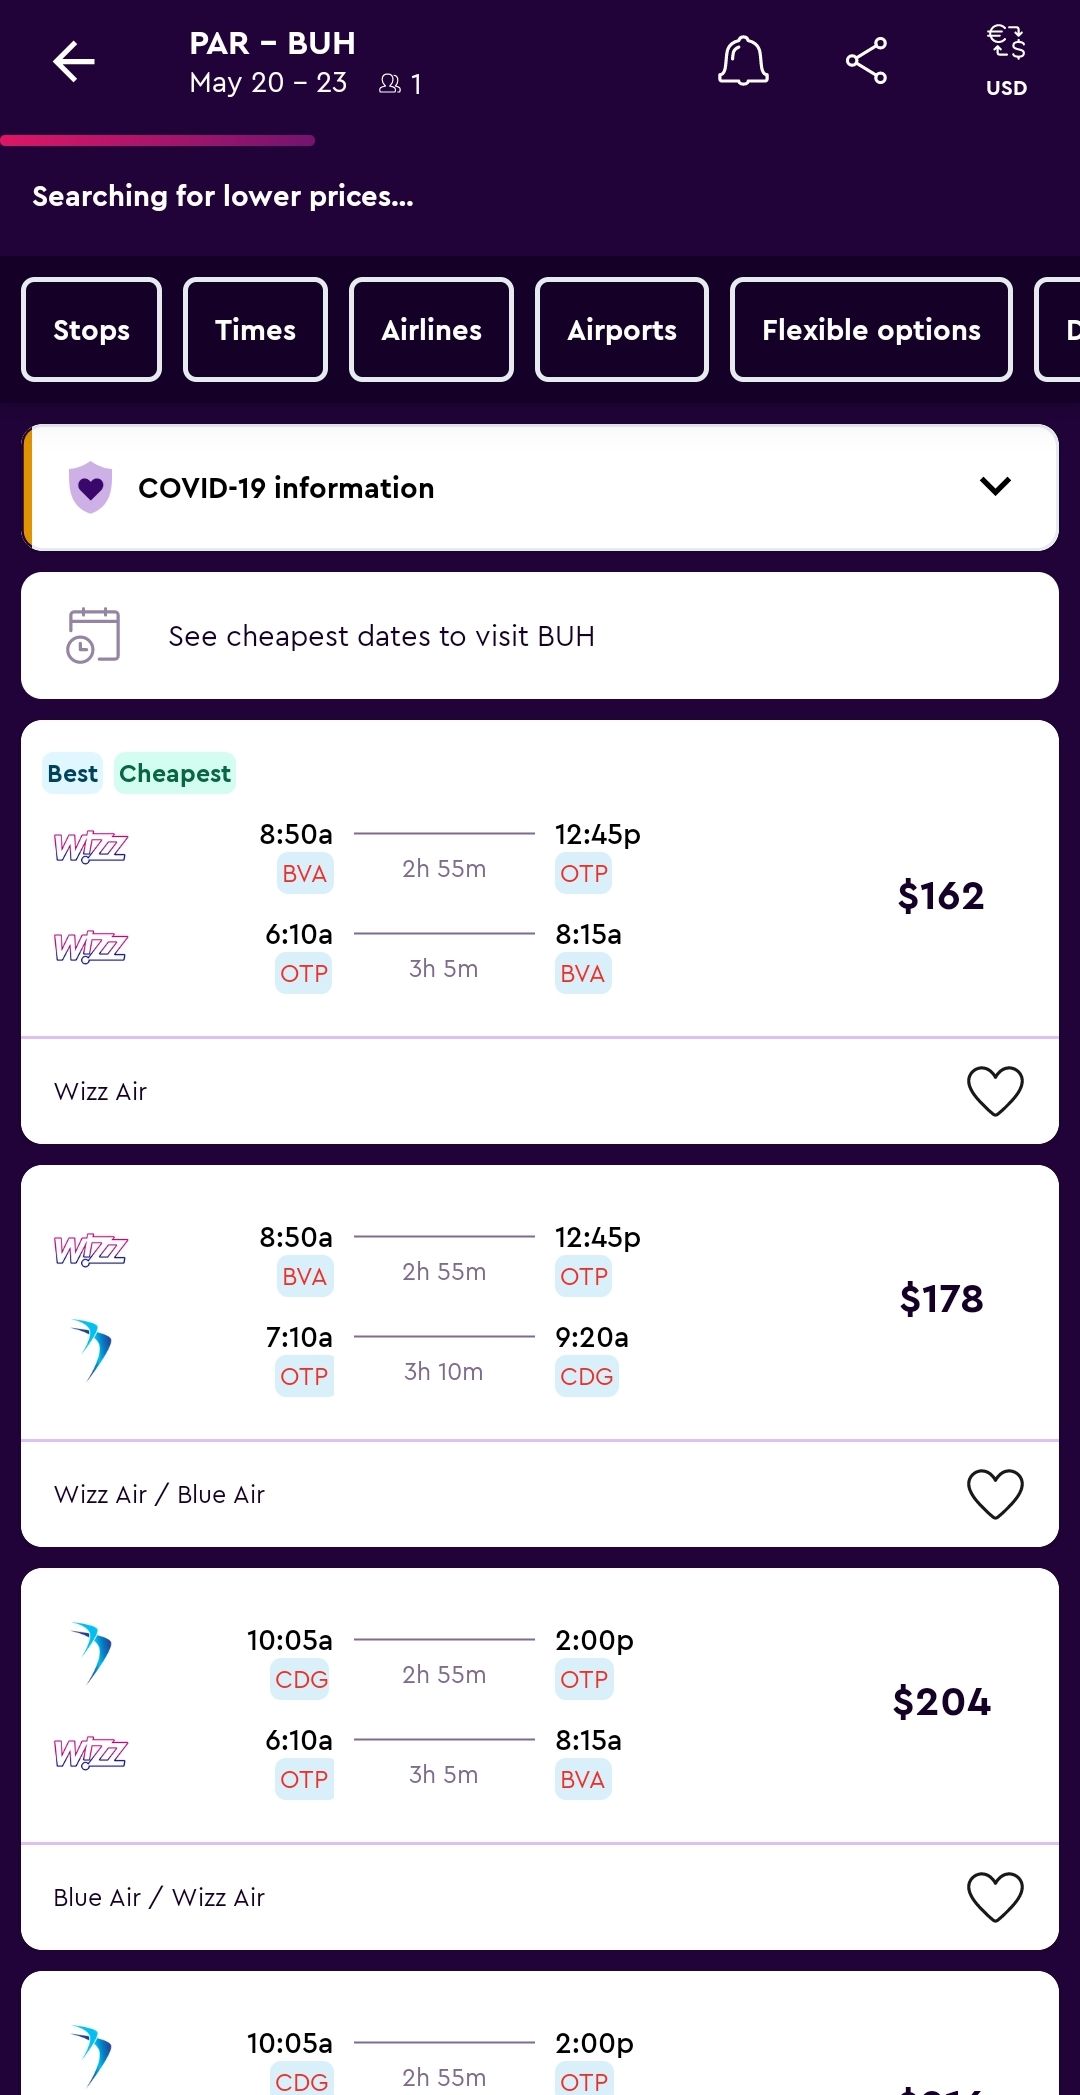 PAR – BUH
May 20 – 23 1
USD
Searching for lower prices...
Stops Times Airlines Airports Flexible options
COVID-19 information
See cheapest dates to visit BUH
Best Cheapest
WIZZ 8:50a 12:45p
BVA 2h 55m OTP
$162
WIZZ 6:10a 8:15a
OTP 3h 5m BVA
Wizz Air
WIZZ 8:50a 12:45p
BVA 2h 55m OTP
$178
7:10a 9:20a
OTP 3h 10m CDG
Wizz Air / Blue Air
10:05a 2:00p
CDG 2h 55m OTP
$204
WIZZ 6:10a 8:15a
OTP 3h 5m BVA
Blue Air / Wizz Air
10:05a 2:00p
CDG 2h 55m OTP